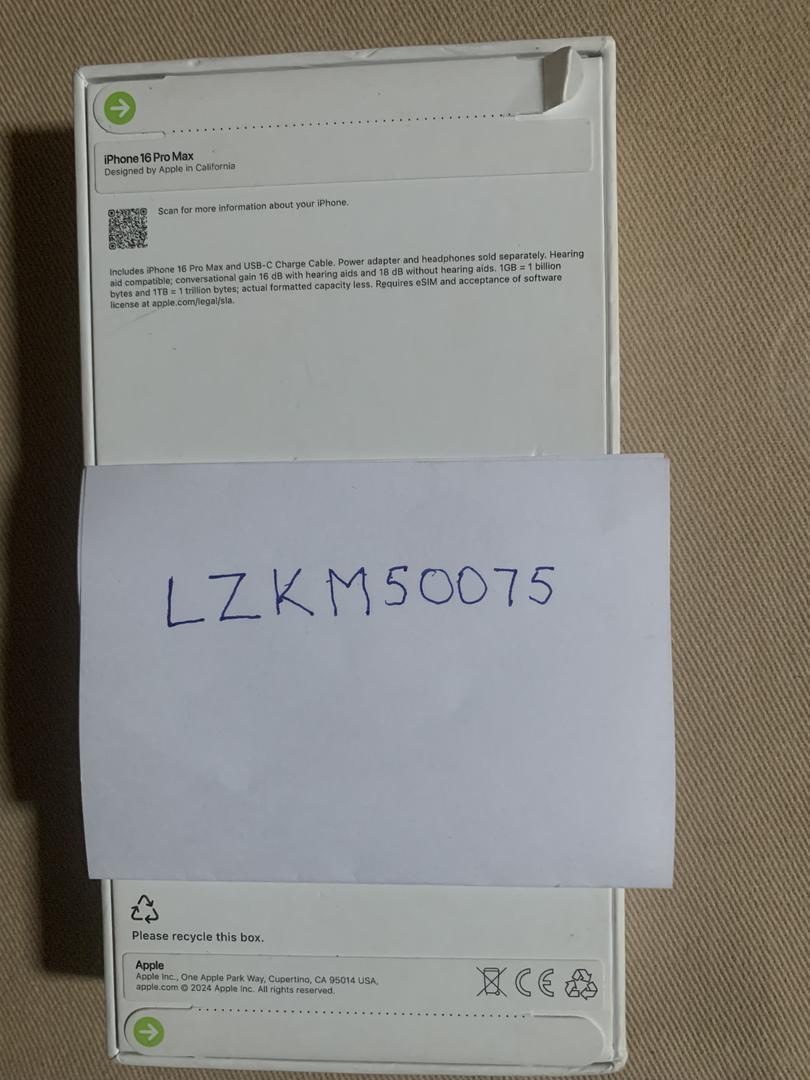 iPhone 16 Pro Max
Designed by Apple in California
Scan for more information about your iPhone.
Includes iPhone 16 Pro Max and USB-C Charge Cable. Power adapter and headphones sold separately. Hearing
aid compatible; conversational gain 16 dB with hearing aids and 18 dB without hearing aids. 1GB = 1 billion
bytes and 1TB = 1 trillion bytes; actual formatted capacity less. Requires eSIM and acceptance of software
license at apple.com/legal/sla.
LZKM50075
Please recycle this box.
Apple
Apple Inc., One Apple Park Way, Cupertino, CA 95014 USA,
apple.com © 2024 Apple Inc. All rights reserved.
CE